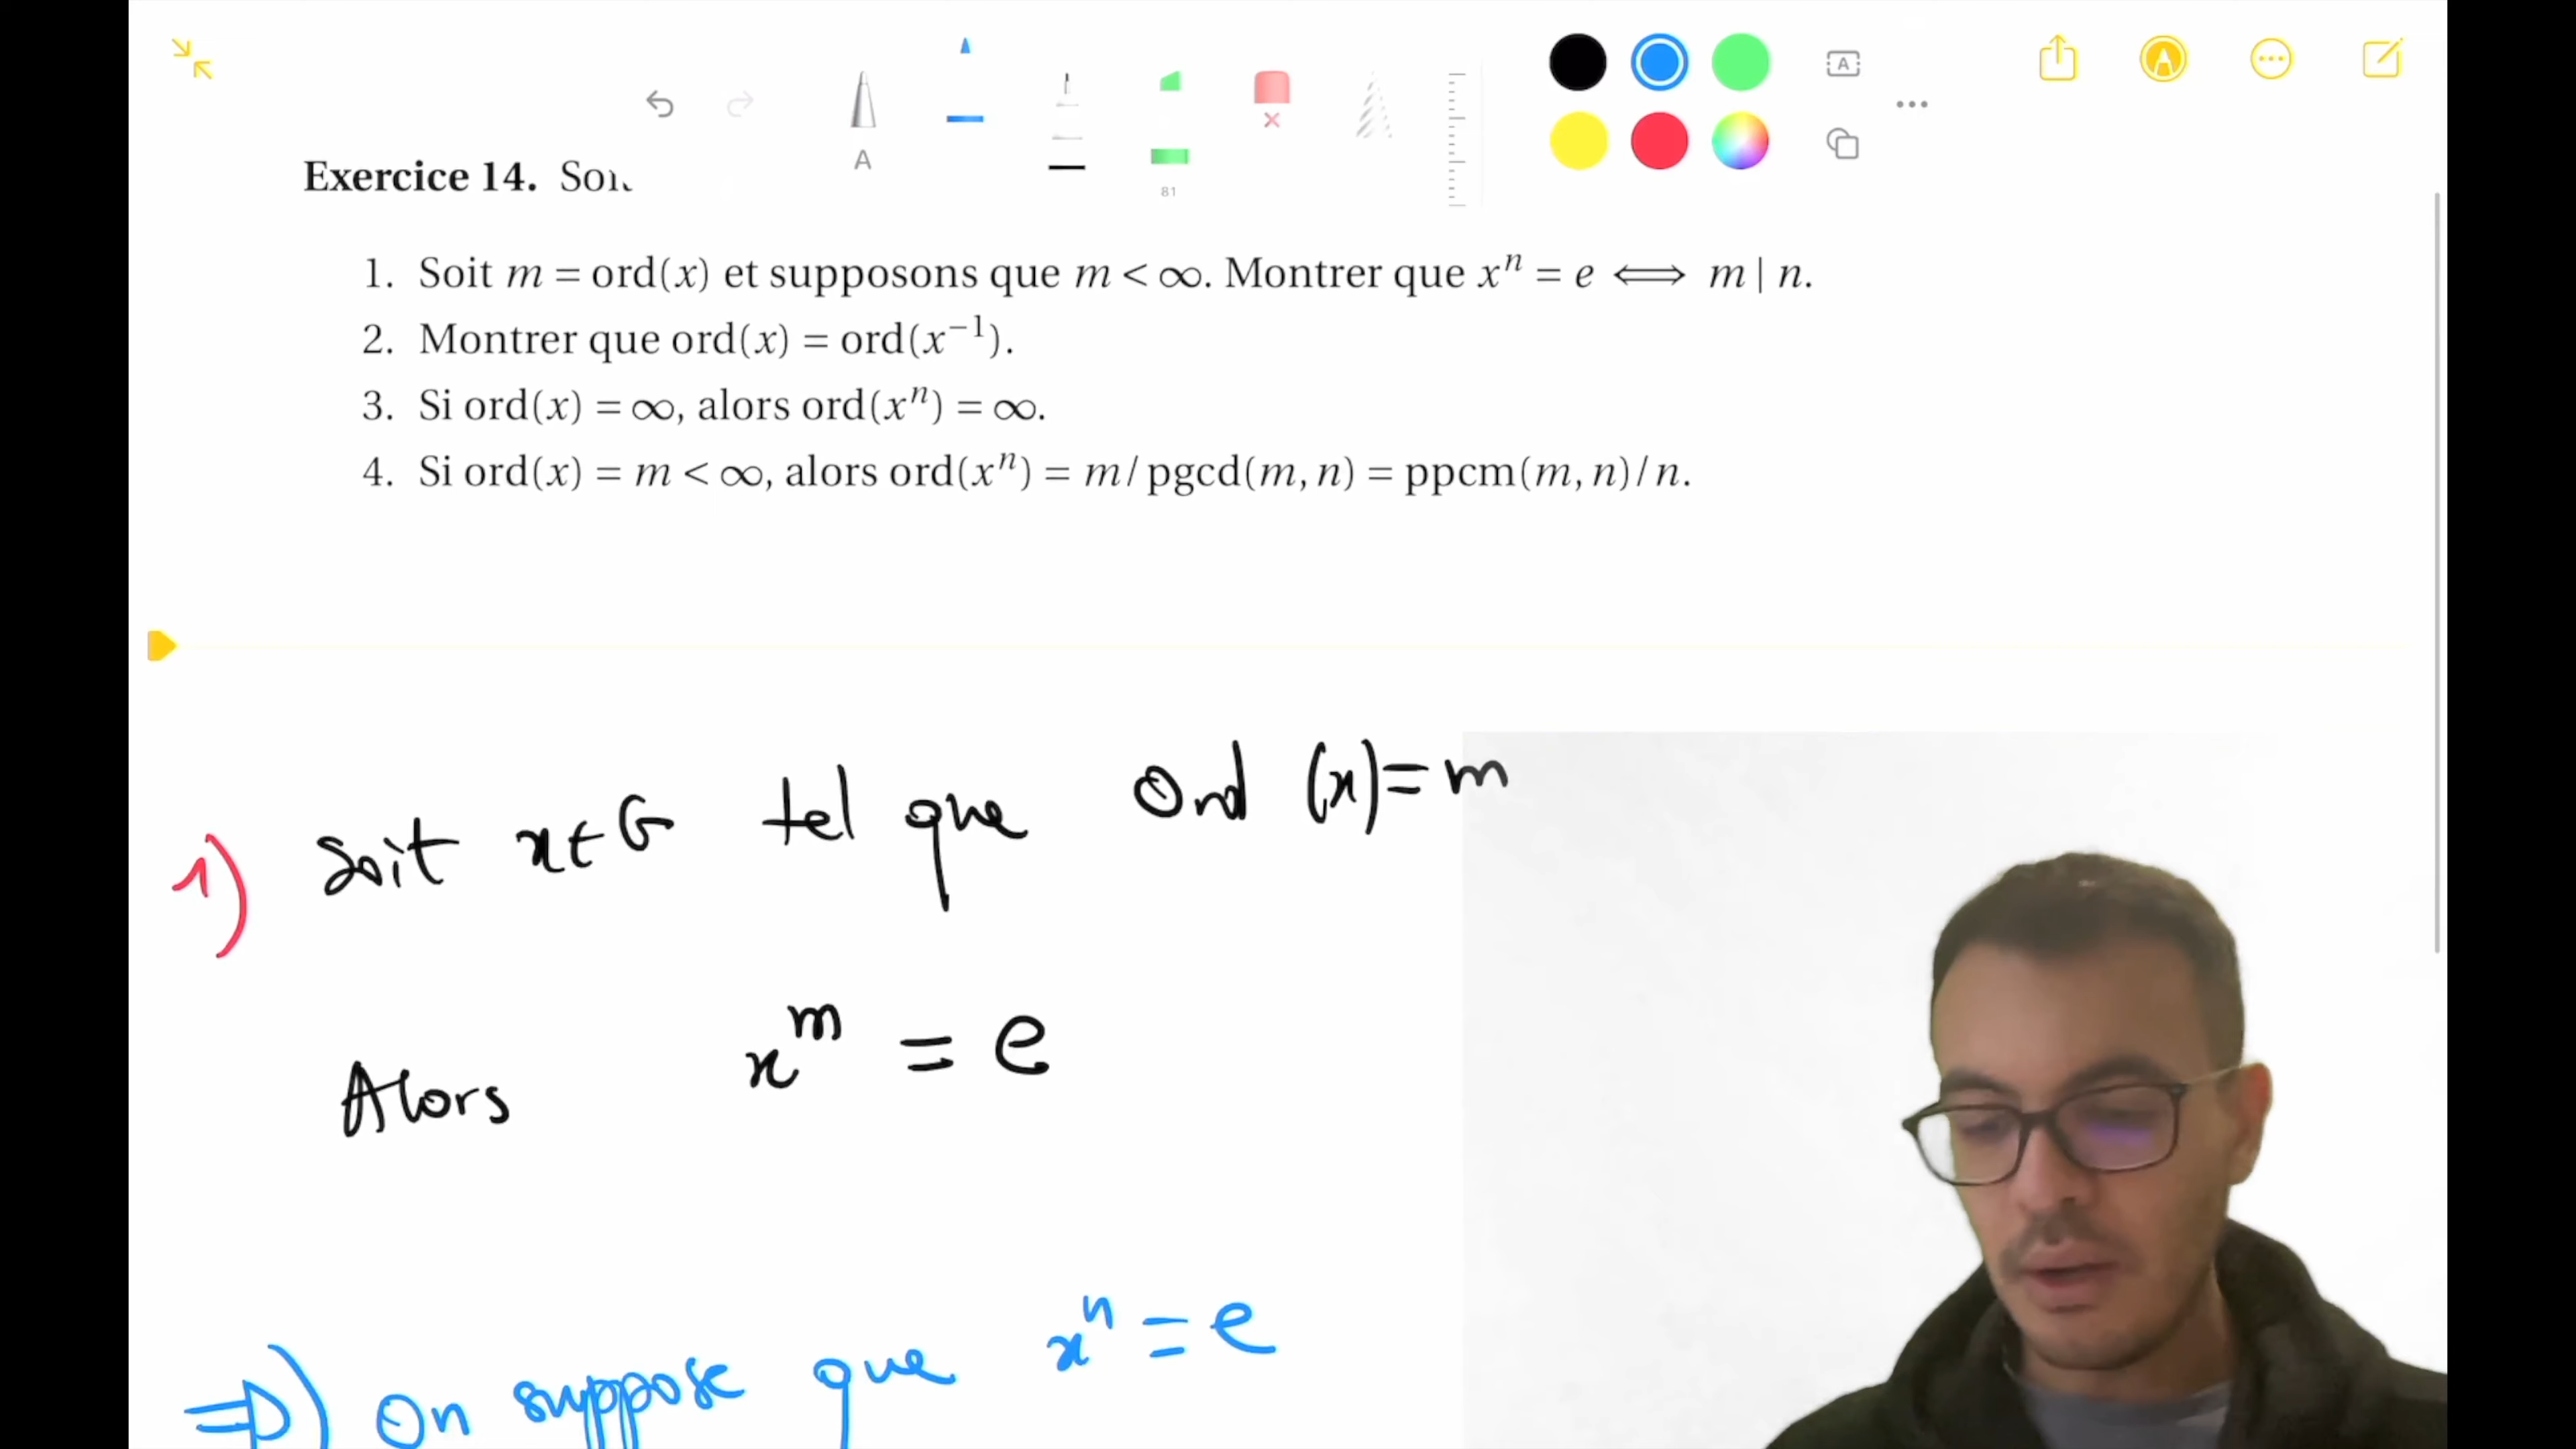 A
A
81
Exercice 14. Soi
1. Soit m = ord(x) et supposons que m < ∞. Montrer que xⁿ = e ⟺ m | n.
2. Montrer que ord(x) = ord(x⁻¹).
3. Si ord(x) = ∞, alors ord(xⁿ) = ∞.
4. Si ord(x) = m < ∞, alors ord(xⁿ) = m/pgcd(m, n) = ppcm(m, n)/n.
1) Soit x∈G tel que Ord (x)=m
Alors xᵐ = e
⇒) On suppose que xⁿ = e